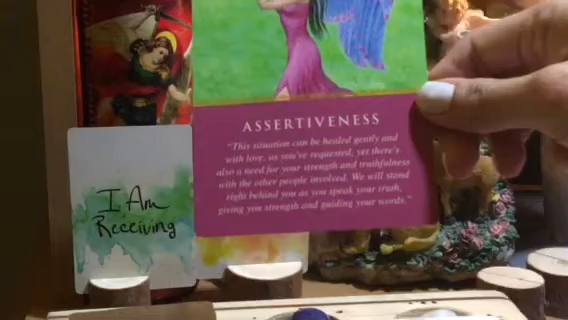 ASSERTIVENESS
"This situation can be healed gently and
with love, as you've requested, yet there's
also a need for your strength and truthfulness
with the other people involved. We will stand
right behind you as you speak your truth,
giving you strength and guiding your words."
I Am
Receiving